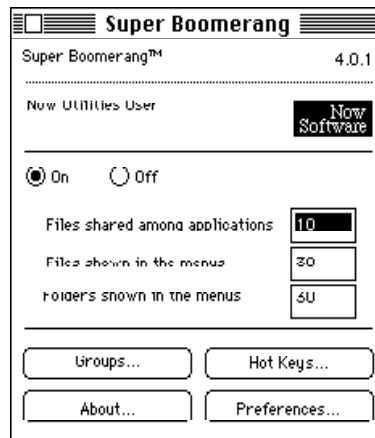 Super Boomerang
Super Boomerang™ 4.0.1
Now Utilities User
Now
Software
On Off
Files shared among applications 10
Files shown in the menus 30
Folders shown in the menus 30
Groups... Hot Keys...
About... Preferences...